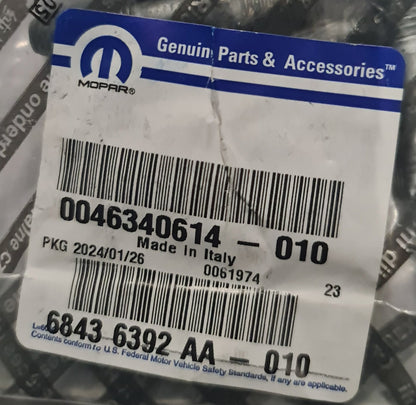 MOPAR®
Genuin Parts & Accessories™
0046340614 - 010
Made In Italy
PKG 2024/01/26
0061974
23
6843 6392 AA - 010
Contents conform to U.S. Federal Motor Vehicle Safety Standards, if any are applicable.